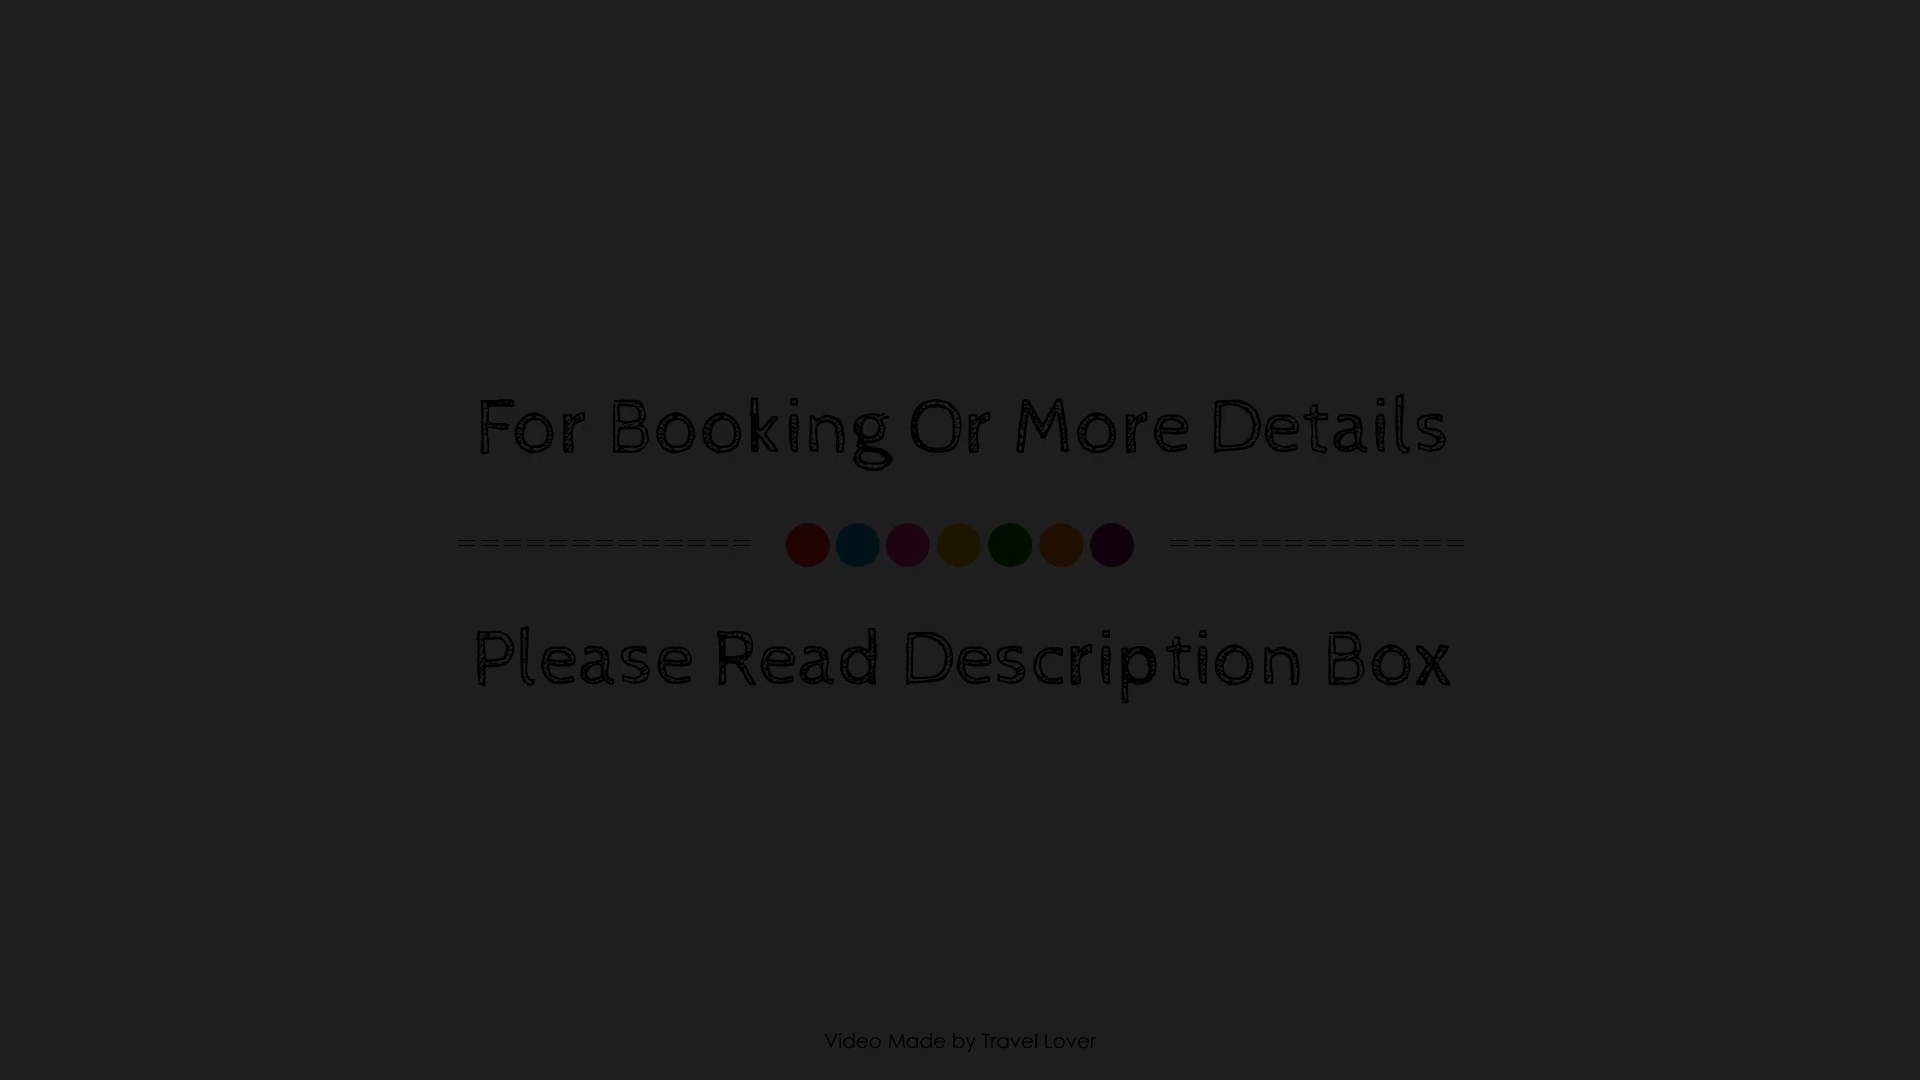 For Booking Or More Details
============= =============
Please Read Description Box
Video Made by Travel Lover